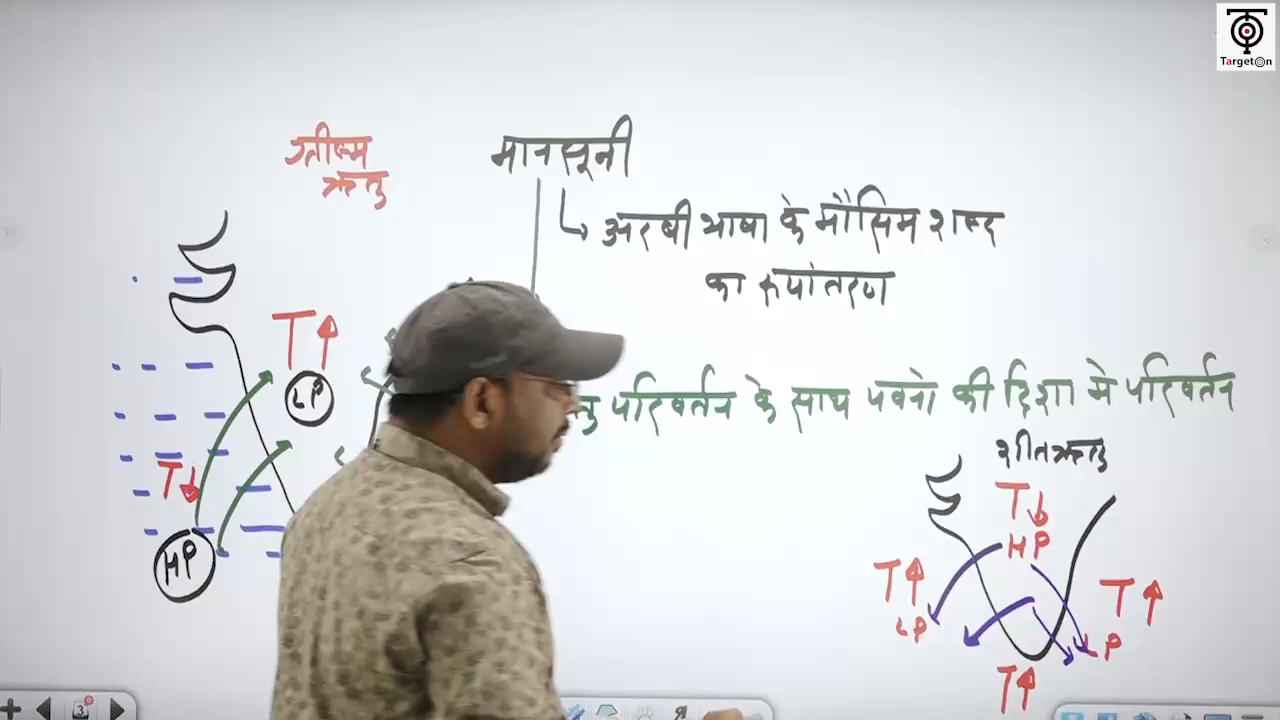 TargetOn
ग्रीष्म
ऋतु
मानसूनी
अरबी भाषा के मौसिम शब्द
का रूपांतरण
T↑
LP
परिवर्तन के साथ पवनो की दिशा मे परिवर्तन
T↓
HP
शीतऋतु
T↓
HP
T↑
LP
T↑
LP
T↑
3